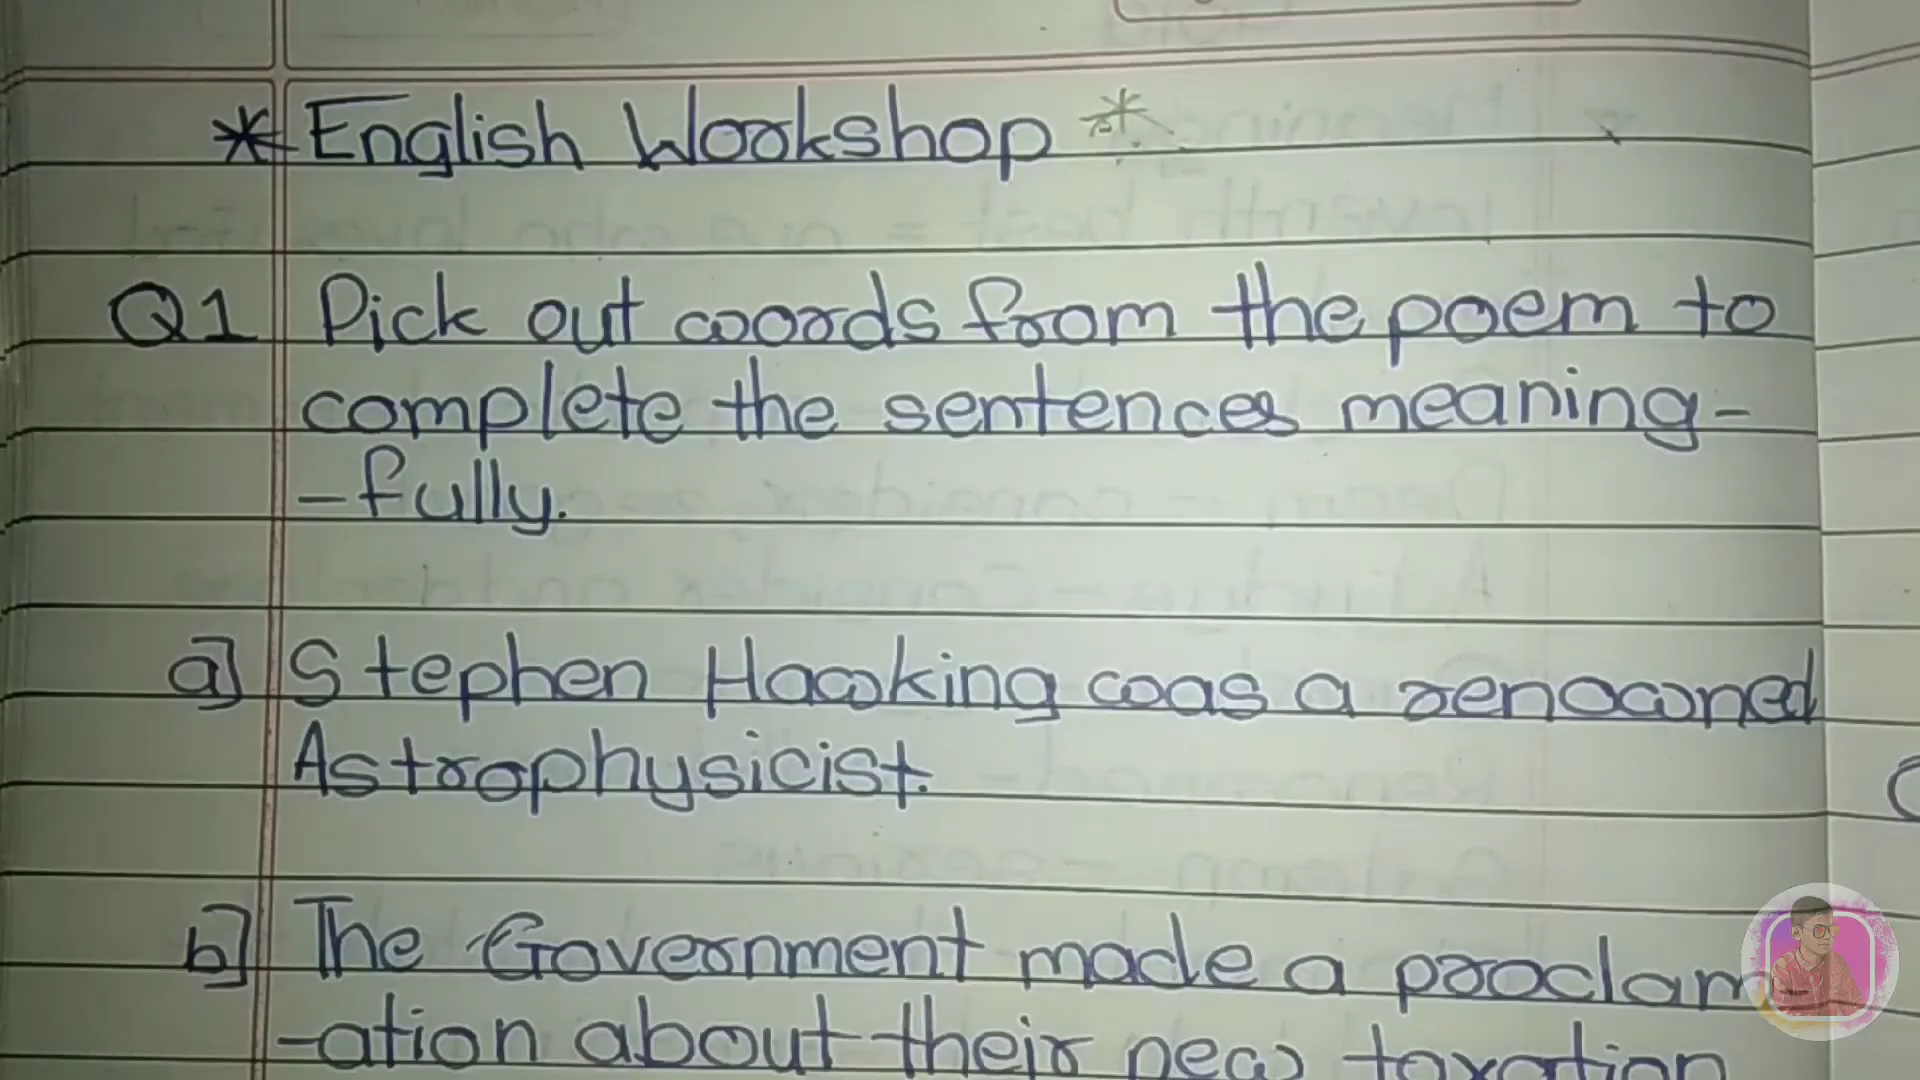 * English Workshop *
Q1 Pick out words from the poem to
complete the sentences meaning-
-fully.
a] Stephen Hawking was a renowned
Astrophysicist.
b] The Government made a proclam-
-ation about their new taxation